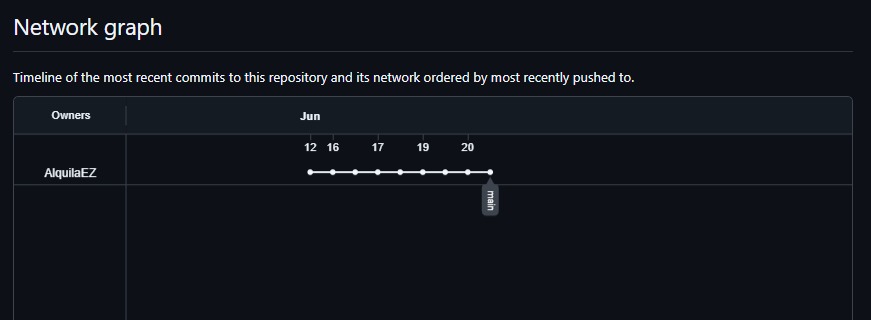 Network graph
Timeline of the most recent commits to this repository and its network ordered by most recently pushed to.
Owners
Jun
12 16 17 19 20
AlquilaEZ
main